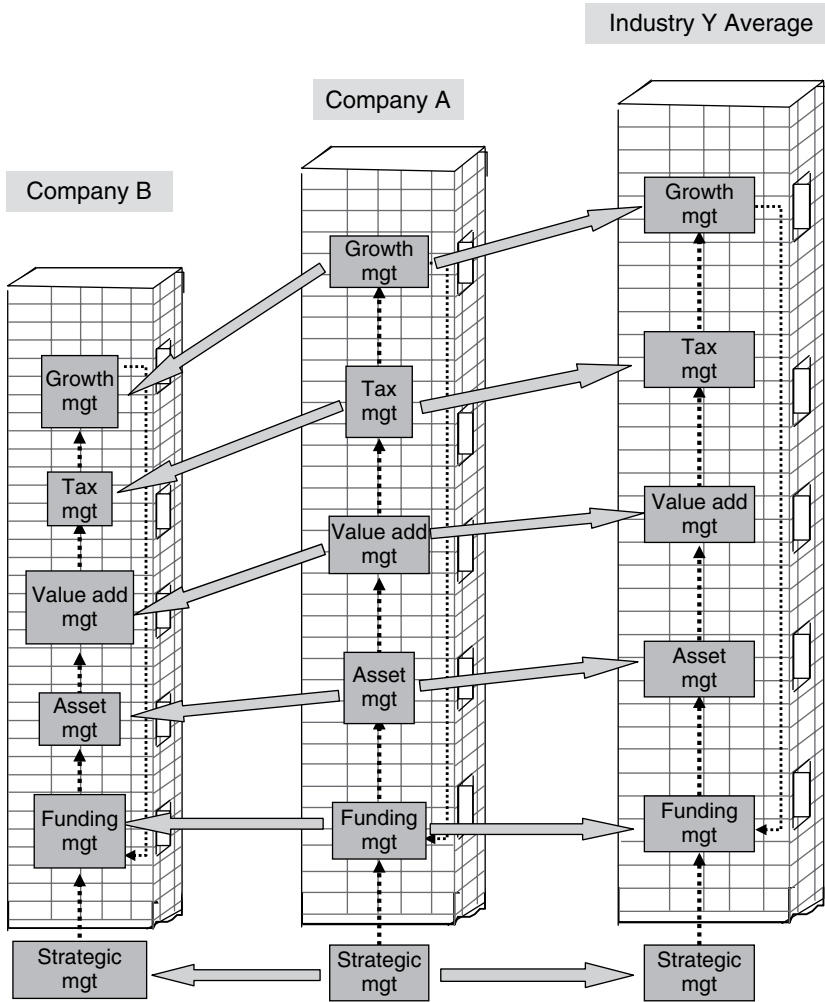 Industry Y Average
Company A
Company B
Growth
mgt
Tax
mgt
Value add
mgt
Asset
mgt
Funding
mgt
Strategic
mgt
Growth
mgt
Tax
mgt
Value add
mgt
Asset
mgt
Funding
mgt
Strategic
mgt
Growth
mgt
Tax
mgt
Value add
mgt
Asset
mgt
Funding
mgt
Strategic
mgt